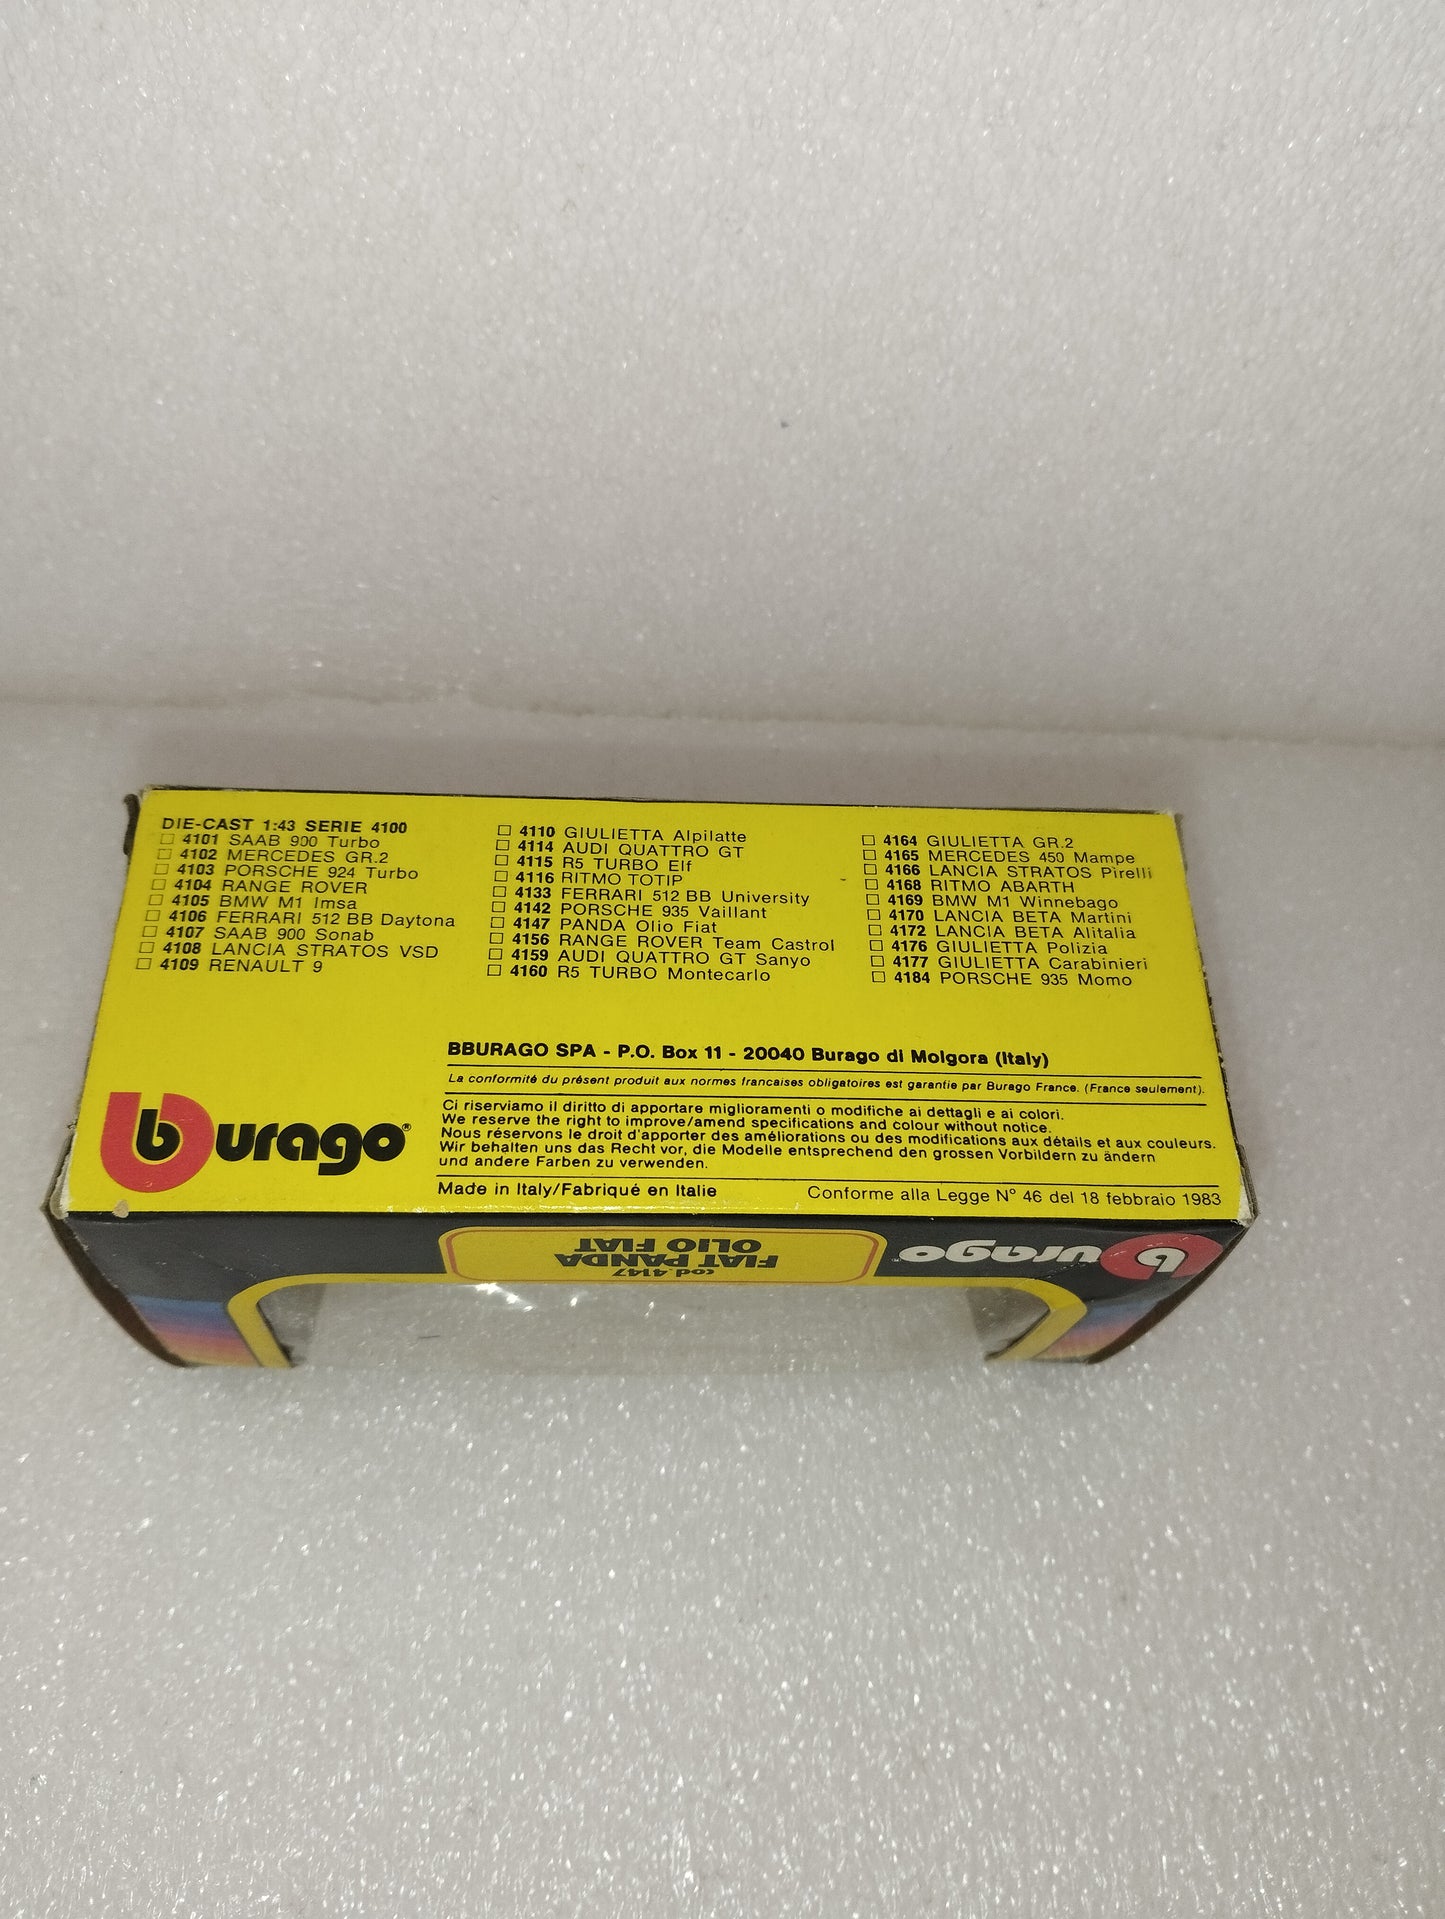 DIE-CAST 1:43 SERIE 4100
4101 SAAB 900 Turbo
4102 MERCEDES GR.2
4103 PORSCHE 924 Turbo
4104 RANGE ROVER
4105 BMW M1 Imsa
4106 FERRARI 512 BB Daytona
4107 SAAB 900 Sonab
4108 LANCIA STRATOS VSD
4109 RENAULT 9
4110 GIULIETTA Alpilatte
4114 AUDI QUATTRO GT
4115 R5 TURBO Elf
4116 RITMO TOTIP
4133 FERRARI 512 BB University
4142 PORSCHE 935 Vaillant
4147 PANDA Olio Fiat
4156 RANGE ROVER Team Castrol
4159 AUDI QUATTRO GT Sanyo
4160 R5 TURBO Montecarlo
4164 GIULIETTA GR.2
4165 MERCEDES 450 Mampe
4166 LANCIA STRATOS Pirelli
4168 RITMO ABARTH
4169 BMW M1 Winnebago
4170 LANCIA BETA Martini
4172 LANCIA BETA Alitalia
4176 GIULIETTA Polizia
4177 GIULIETTA Carabinieri
4184 PORSCHE 935 Momo
BBURAGO SPA - P.O. Box 11 - 20040 Burago di Molgora (Italy)
La conformité du présent produit aux normes francaises obligatoires est garantie par Burago France. (France seulement).
Ci riserviamo il diritto di apportare miglioramenti o modifiche ai dettagli e ai colori.
We reserve the right to improve/amend specifications and colour without notice.
Nous réservons le droit d'apporter des améliorations ou des modifications aux détails et aux couleurs.
Wir behalten uns das Recht vor, die Modelle entsprechend den grossen Vorbildern zu ändern
und andere Farben zu verwenden.
Made in Italy/Fabriqué en Italie
Conforme alla Legge N° 46 del 18 febbraio 1983
burago®
cod. 4147
FIAT PANDA
OLIO FIAT
burago®